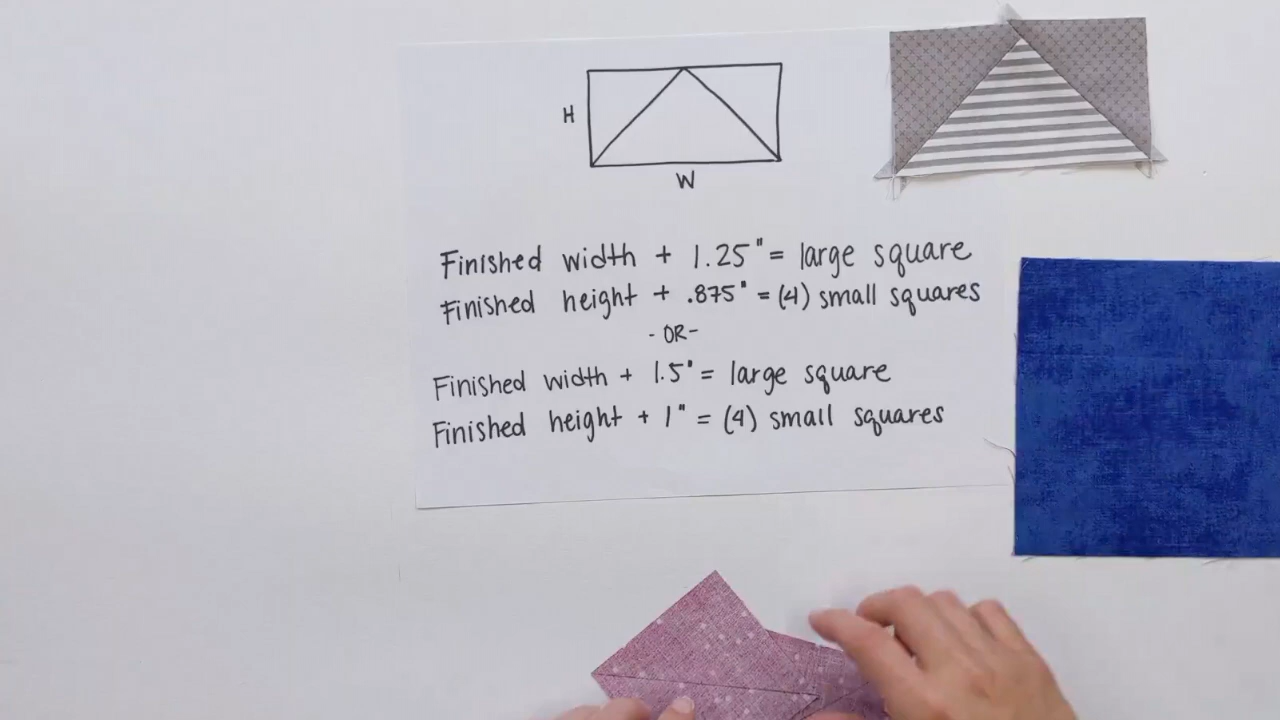 H
W
Finished width + 1.25" = large square
Finished height + .875" = (4) small squares
- OR -
Finished width + 1.5" = large square
Finished height + 1" = (4) small squares